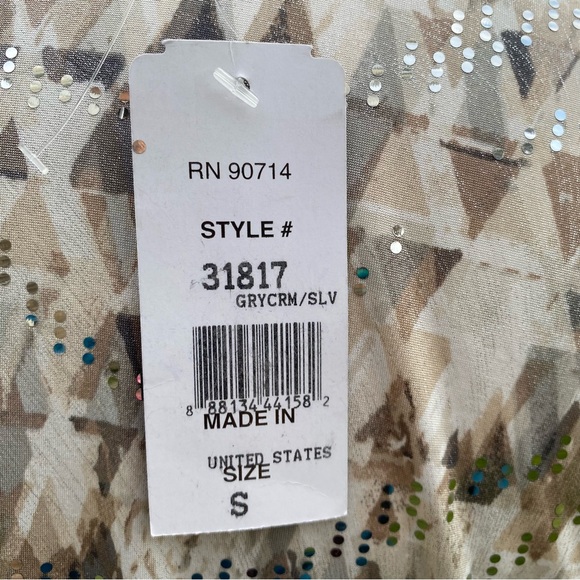 RN 90714
STYLE #
31817
GRYCRM/SLV
8 88134 44158 2
MADE IN
UNITED STATES
SIZE
S